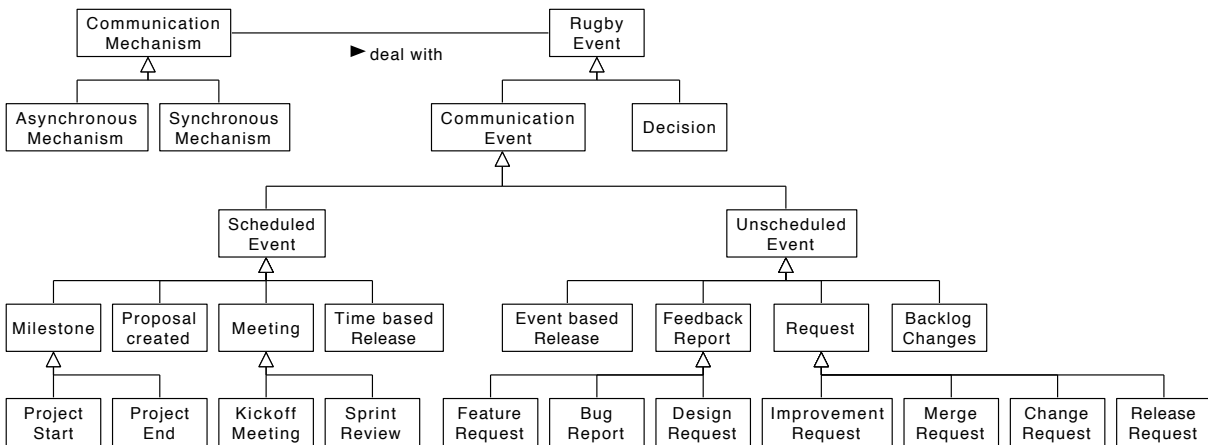 Communication
Mechanism
Rugby
Event
► deal with
Asynchronous
Mechanism
Synchronous
Mechanism
Communication
Event
Decision
Scheduled
Event
Unscheduled
Event
Milestone
Proposal
created
Meeting
Time based
Release
Event based
Release
Feedback
Report
Request
Backlog
Changes
Project
Start
Project
End
Kickoff
Meeting
Sprint
Review
Feature
Request
Bug
Report
Design
Request
Improvement
Request
Merge
Request
Change
Request
Release
Request